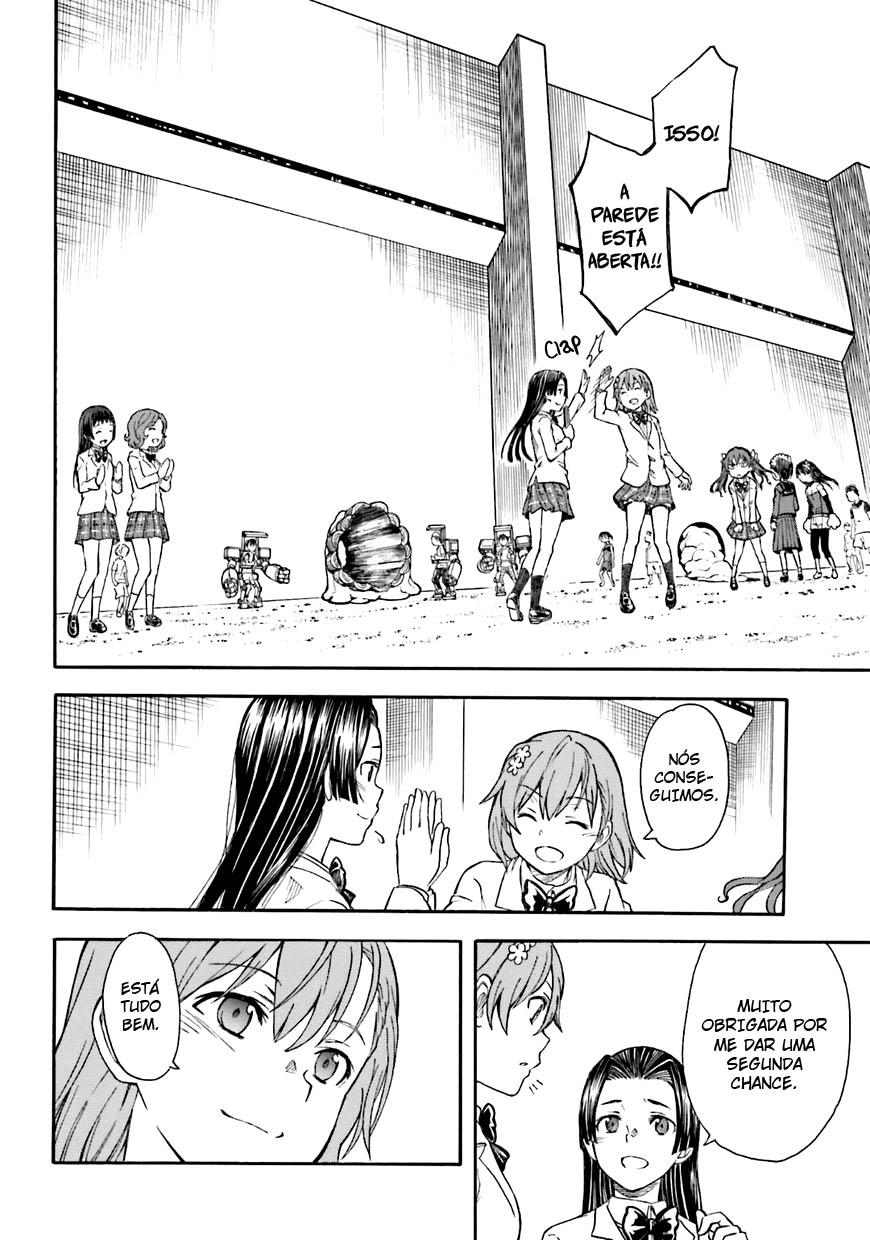 ISSO!
A
PAREDE
ESTÁ
ABERTA!!
Clap
NÓS
CONSE-
GUIMOS.
MUITO
OBRIGADA POR
ME DAR UMA
SEGUNDA
CHANCE.
ESTÁ
TUDO
BEM.